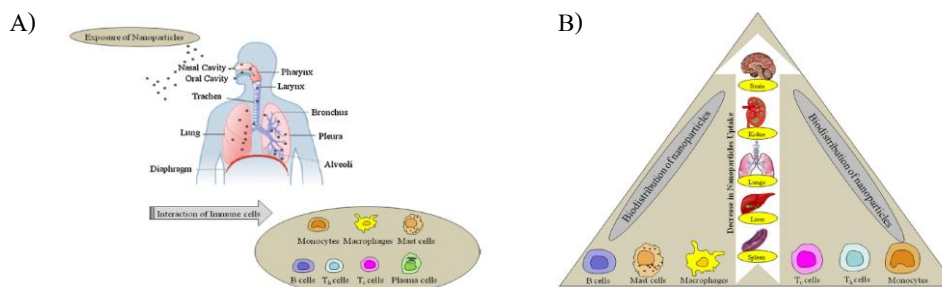 A)
Exposure of Nanoparticles
Nasal Cavity
Oral Cavity
Pharynx
Larynx
Trachea
Bronchus
Lung
Pleura
Alveoli
Diaphragm
Interaction of Immune cells
Monocytes Macrophages Mast cells
B cells Th cells Tc cells Plasma cells
B)
Brain
Kidney
Lungs
Liver
Spleen
Decrease in Nanoparticles Uptake
Biodistribution of nanoparticles
Biodistribution of nanoparticles
B cells Mast cells Macrophages Tc cells Th cells Monocytes